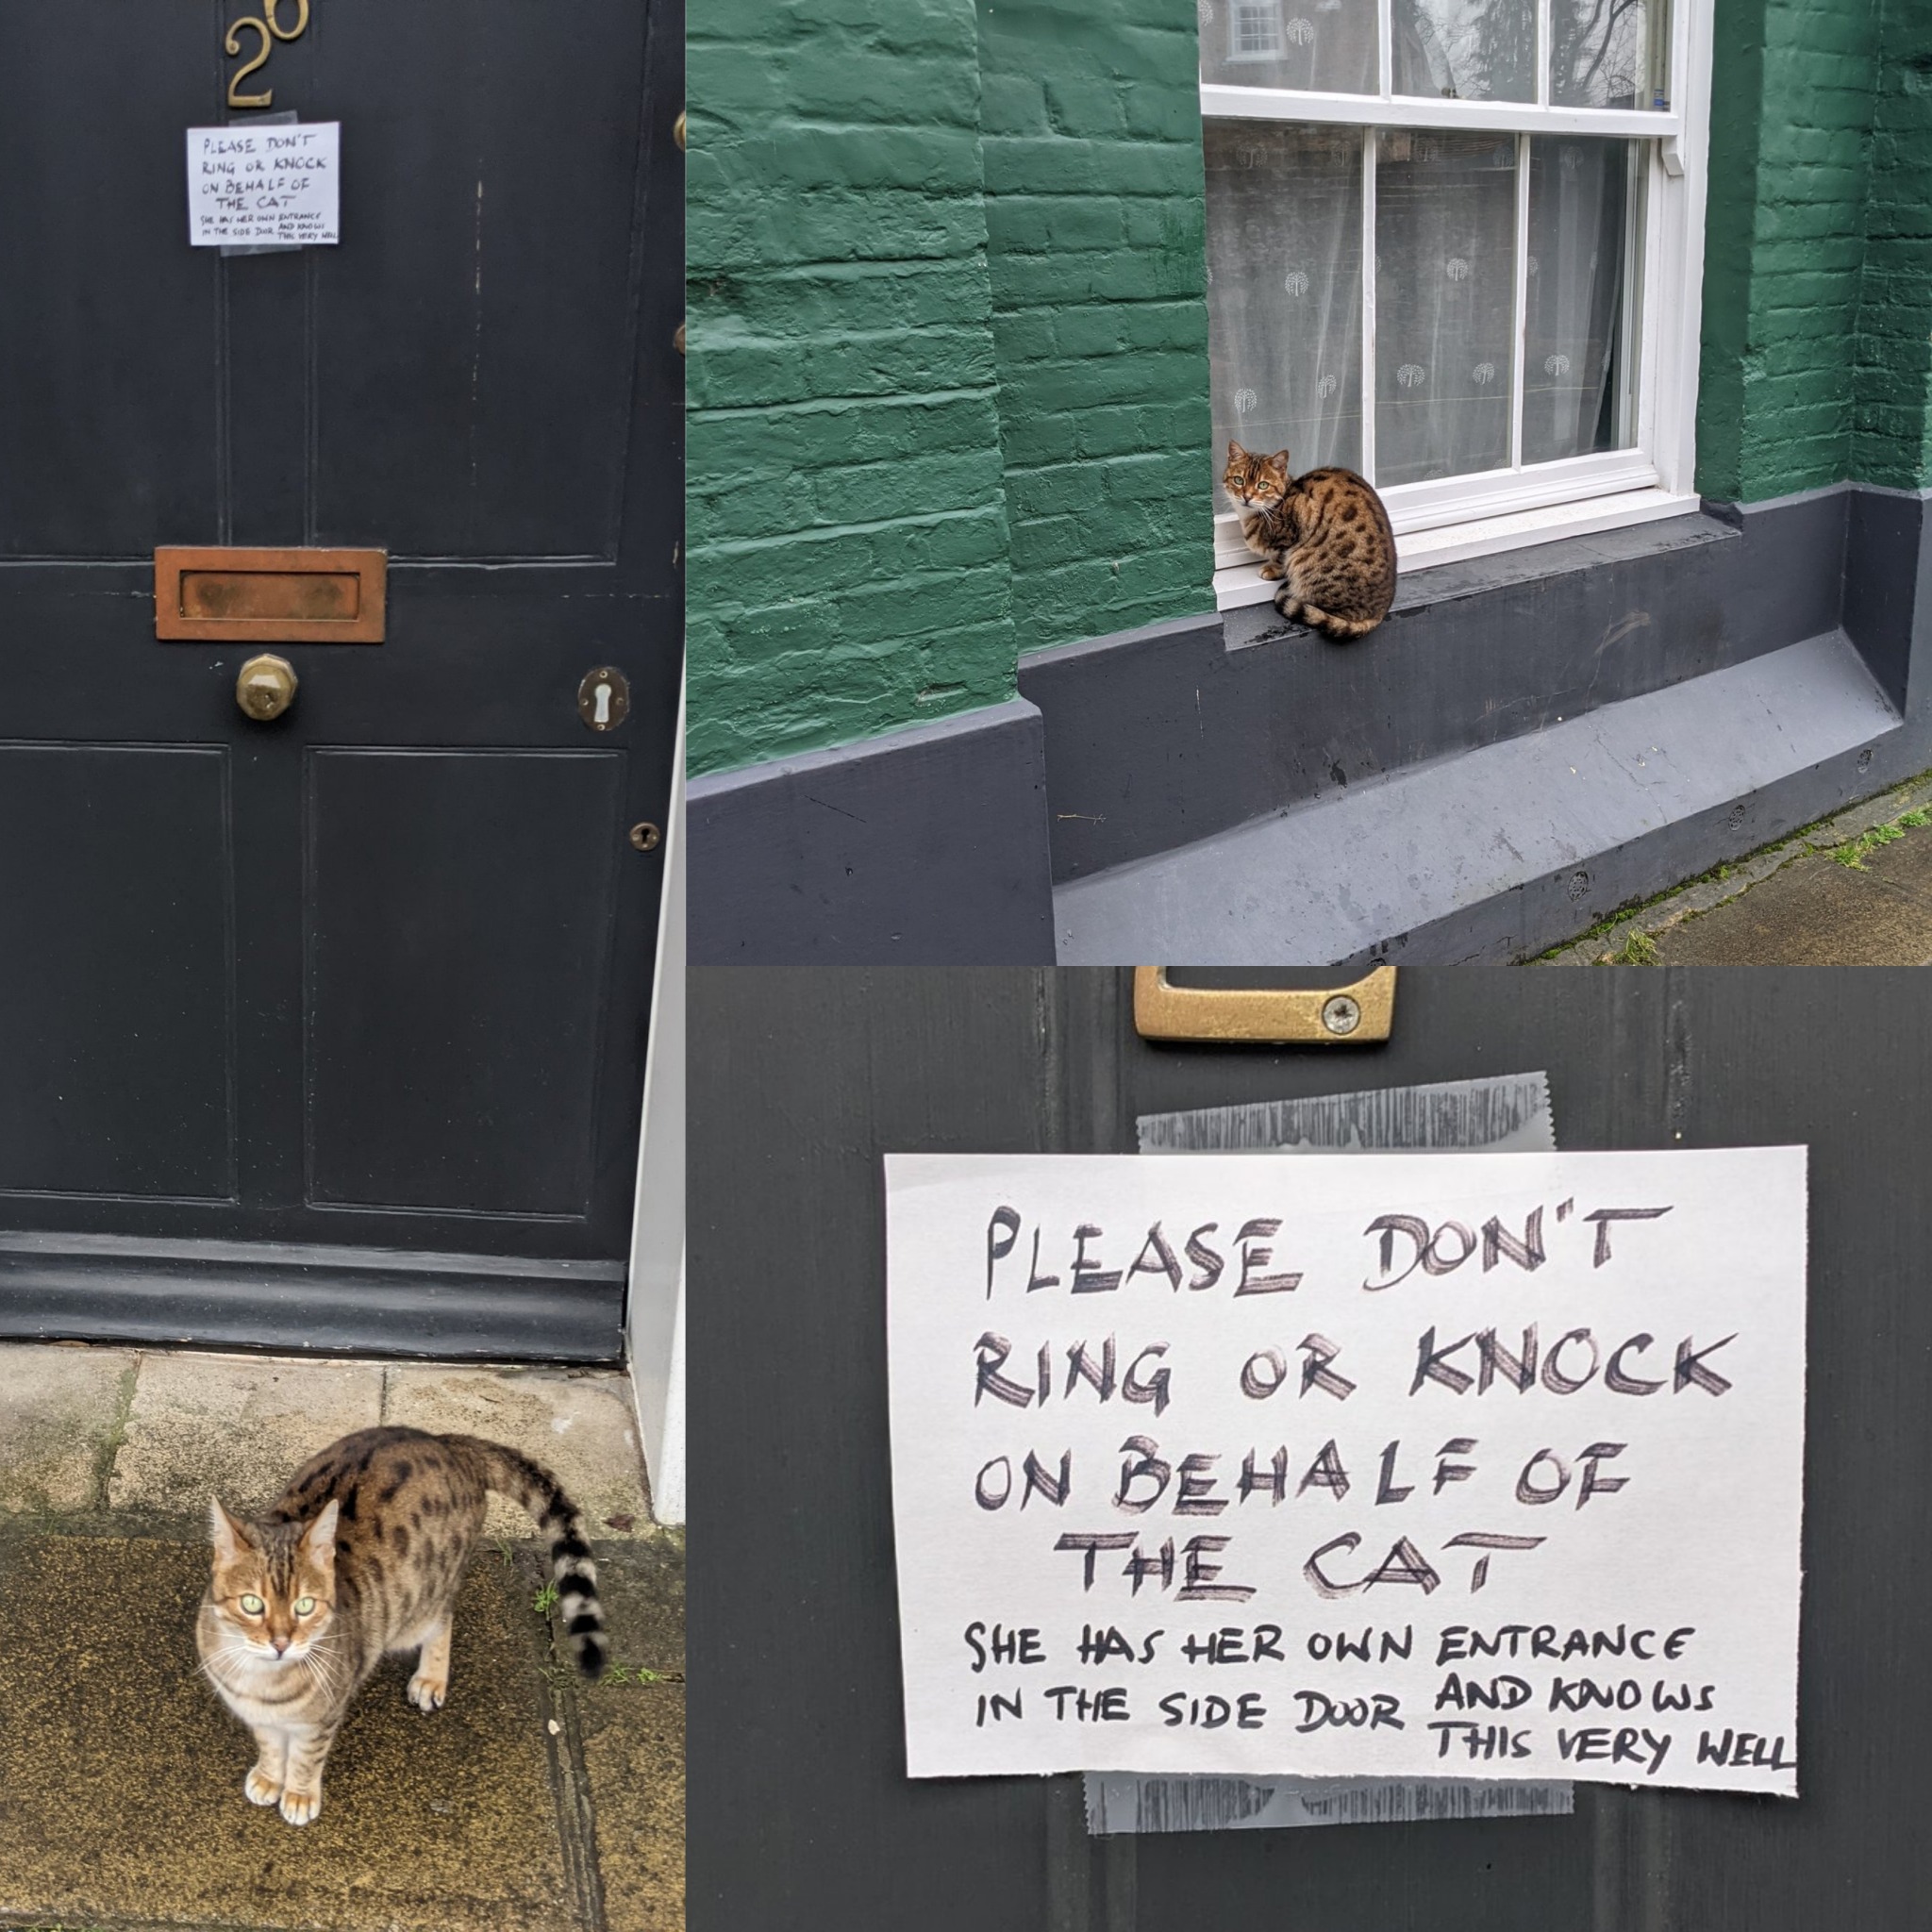 26
PLEASE DON'T
RING OR KNOCK
ON BEHALF OF
THE CAT
SHE HAS HER OWN ENTRANCE
IN THE SIDE DOOR AND KNOWS
THIS VERY WELL
PLEASE DON'T
RING OR KNOCK
ON BEHALF OF
THE CAT
SHE HAS HER OWN ENTRANCE
IN THE SIDE DOOR AND KNOWS
THIS VERY WELL